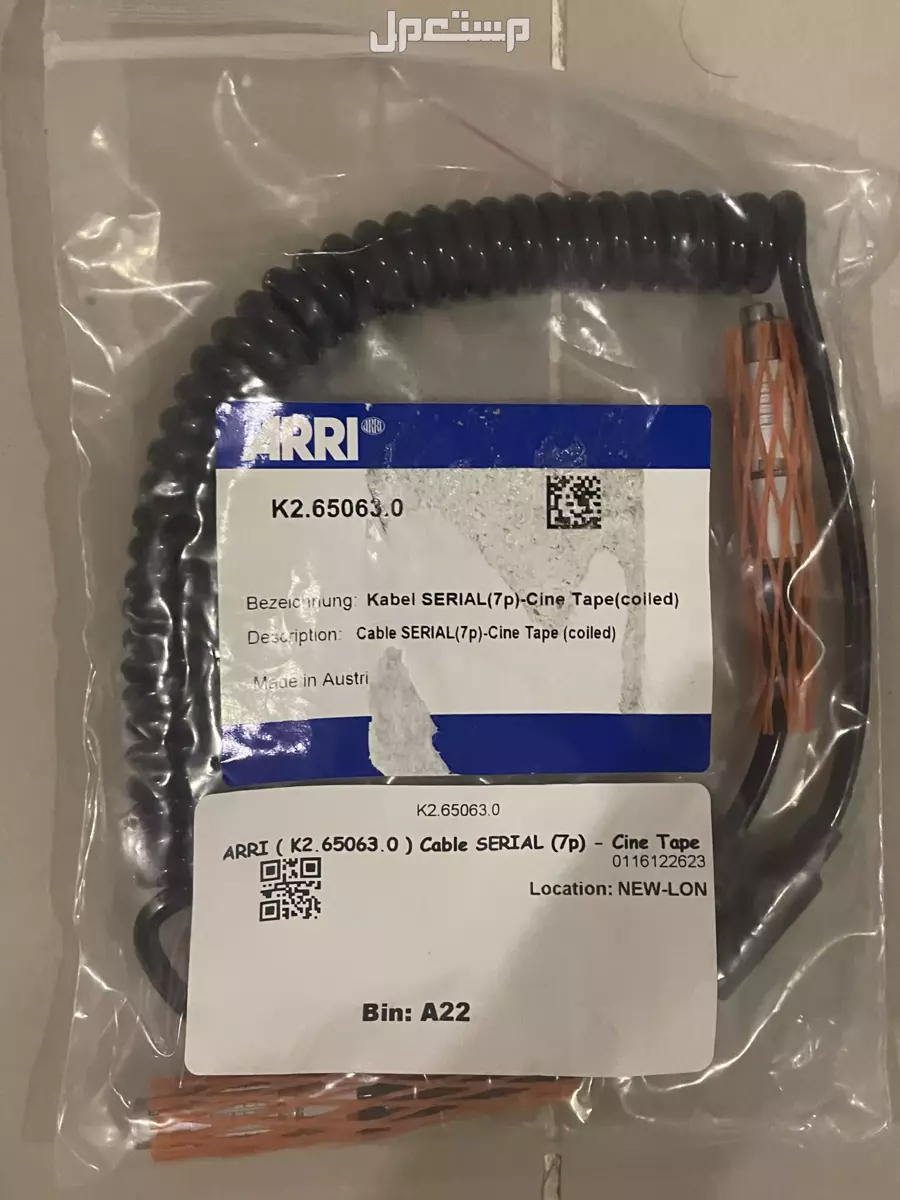 مستعمل
ARRI® ARRI
K2.65063.0
Bezeichnung: Kabel SERIAL(7p)-Cine Tape(coiled)
Description: Cable SERIAL(7p)-Cine Tape (coiled)
Made in Austri
K2.65063.0
ARRI ( K2.65063.0 ) Cable SERIAL (7p) - Cine Tape
0116122623
Location: NEW-LON
Bin: A22